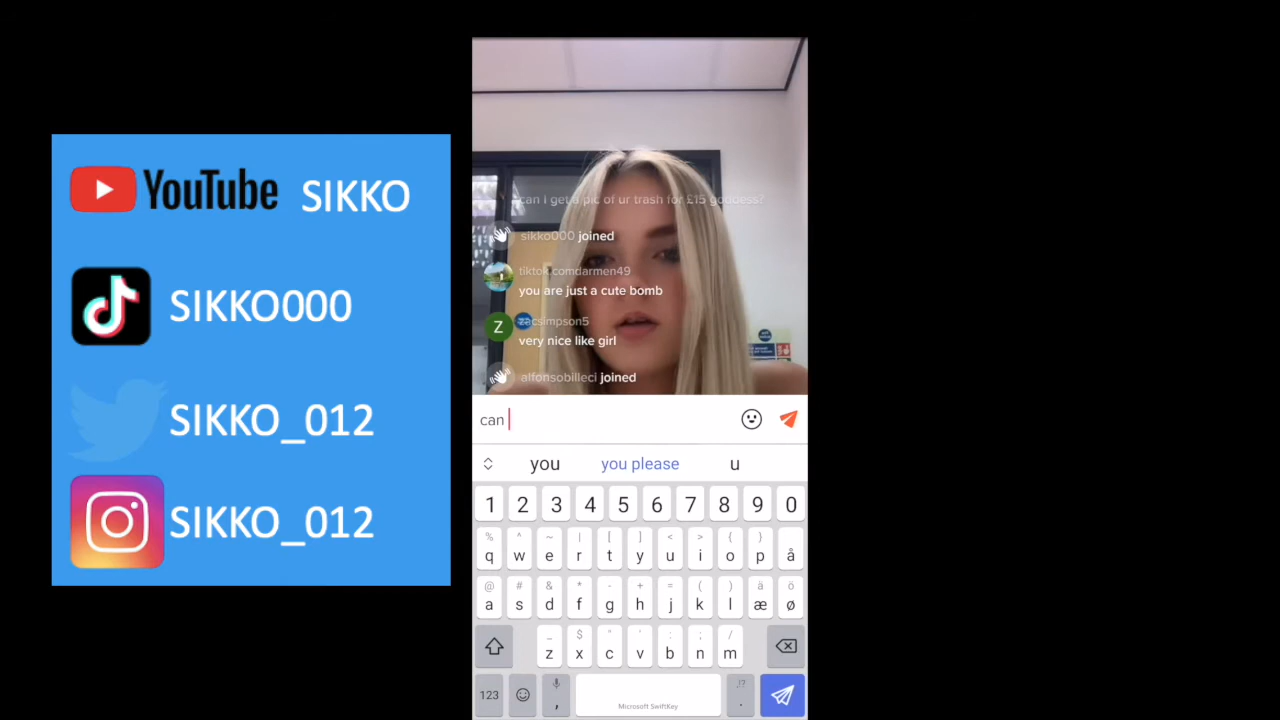 YouTube SIKKO
SIKKO000
SIKKO_012
SIKKO_012
can I get a pic of ur trash for £15 goddess?
sikko000 joined
tiktok.comdarmen49
you are just a cute bomb
Z
zacsimpson5
very nice like girl
alfonsobilleci joined
can
you you please u
1 2 3 4 5 6 7 8 9 0
% ^ ~ | [ ] < > { }
q w e r t y u i o p å
@ # & * - + = ( ) ä ö
a s d f g h j k l æ ø
_ $ " ' : ; /
z x c v b n m
123 , Microsoft SwiftKey .
,!?